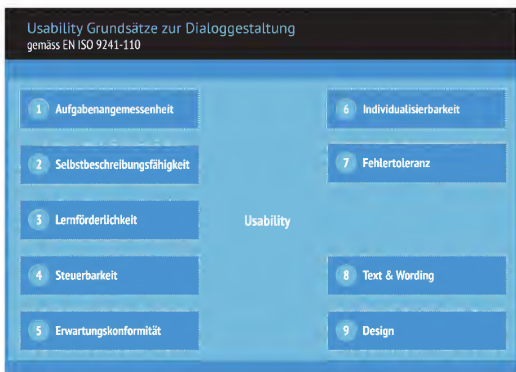 Usability Grundsätze zur Dialoggestaltung
gemäss EN ISO 9241-110
1 Aufgabenangemessenheit
2 Selbstbeschreibungsfähigkeit
3 Lernförderlichkeit
4 Steuerbarkeit
5 Erwartungskonformität
Usability
6 Individualisierbarkeit
7 Fehlertoleranz
8 Text & Wording
9 Design